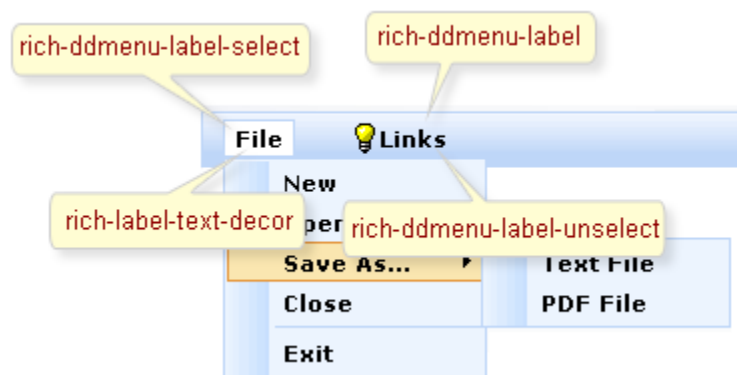 rich-ddmenu-label-select
rich-ddmenu-label
File
Links
New
rich-label-text-decor
rich-ddmenu-label-unselect
Save As...
Text File
Close
PDF File
Exit